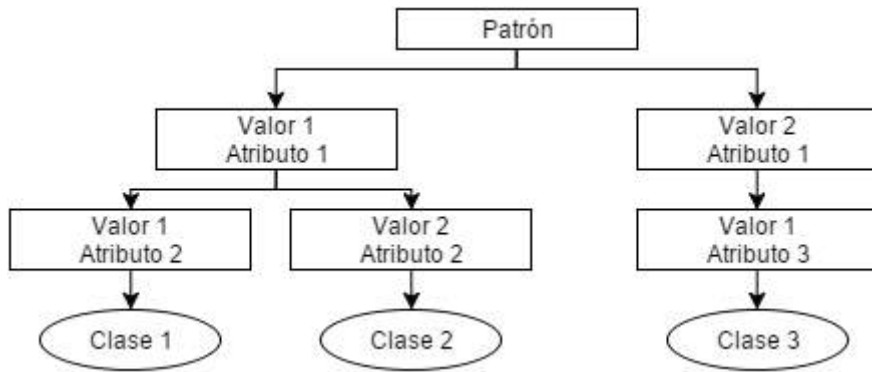 Patrón
Valor 1
Atributo 1
Valor 2
Atributo 1
Valor 1
Atributo 2
Valor 2
Atributo 2
Valor 1
Atributo 3
Clase 1
Clase 2
Clase 3